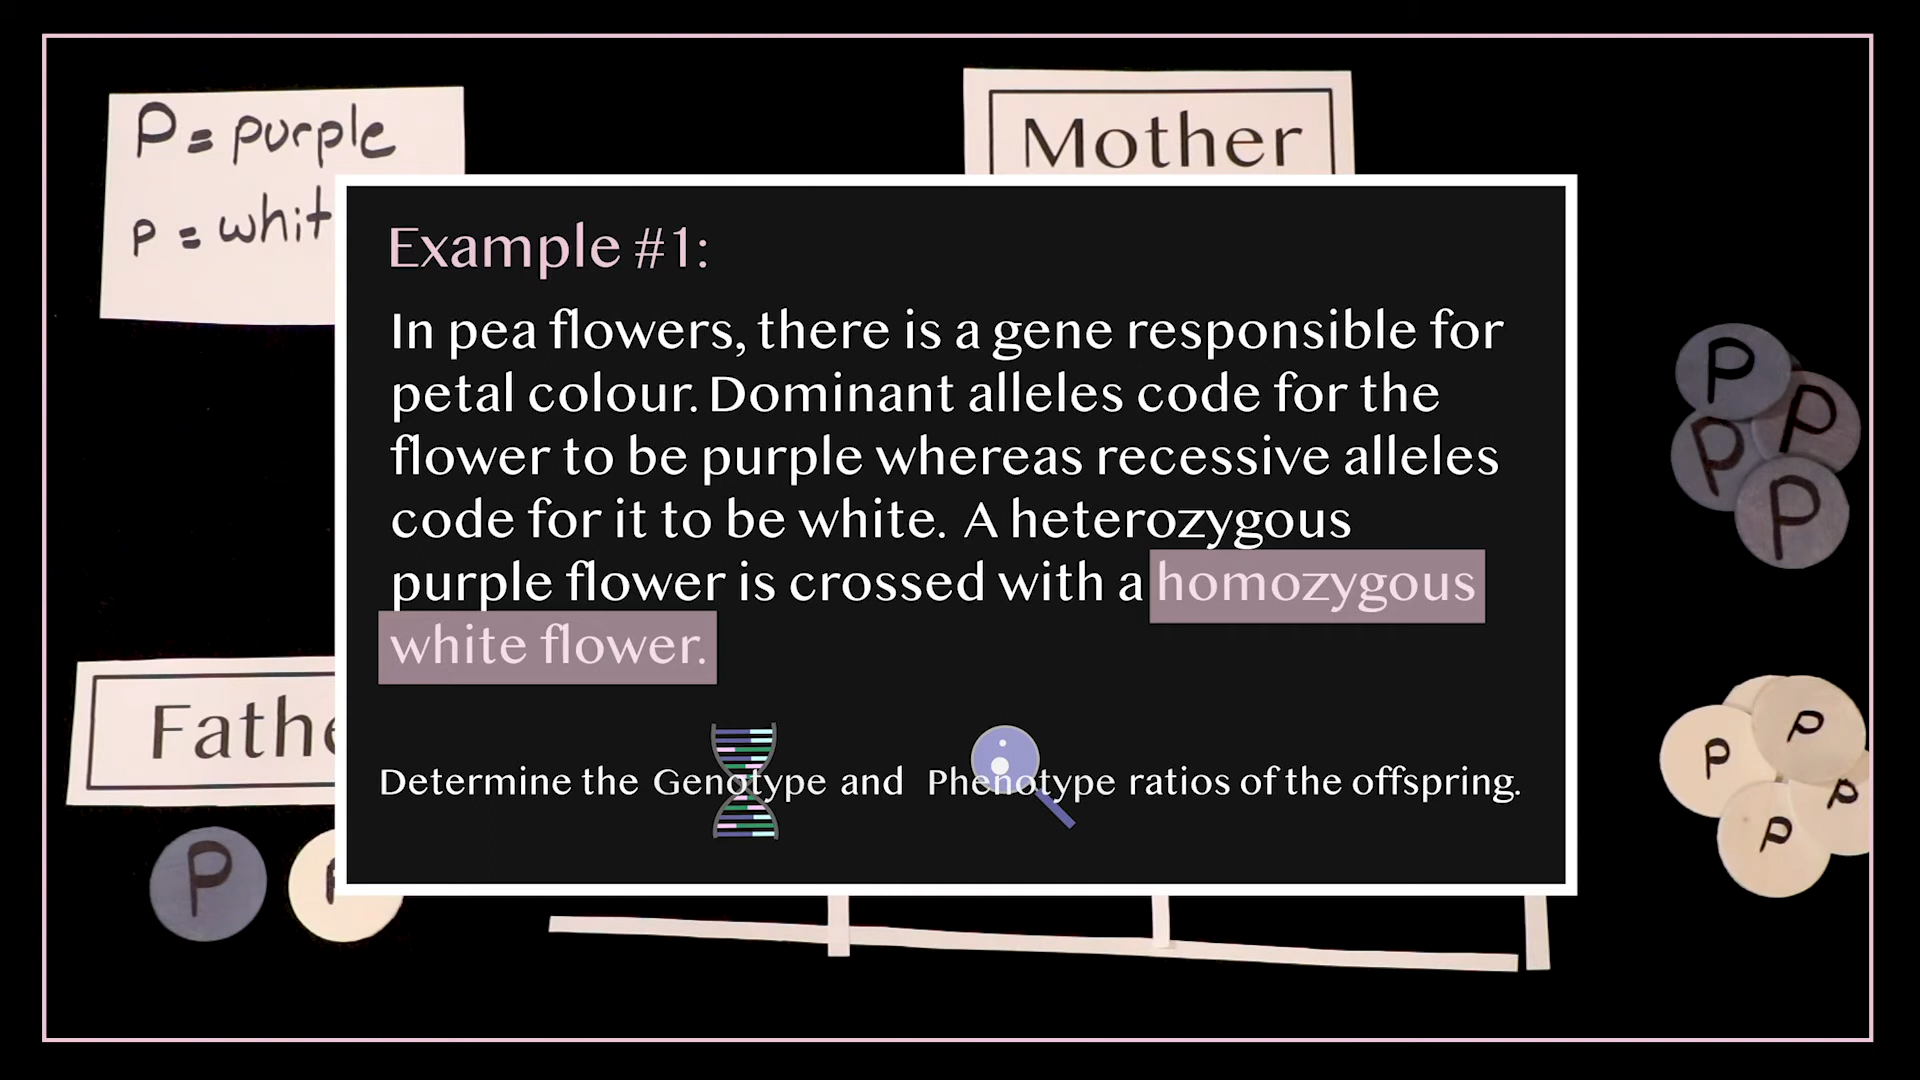 P = purple
p = whit
Mother
Example #1:
In pea flowers, there is a gene responsible for
petal colour. Dominant alleles code for the
flower to be purple whereas recessive alleles
code for it to be white. A heterozygous
purple flower is crossed with a homozygous
white flower.
Determine the Genotype and Phenotype ratios of the offspring.
Fathe
P
P
P
P
P
p
p
p
p